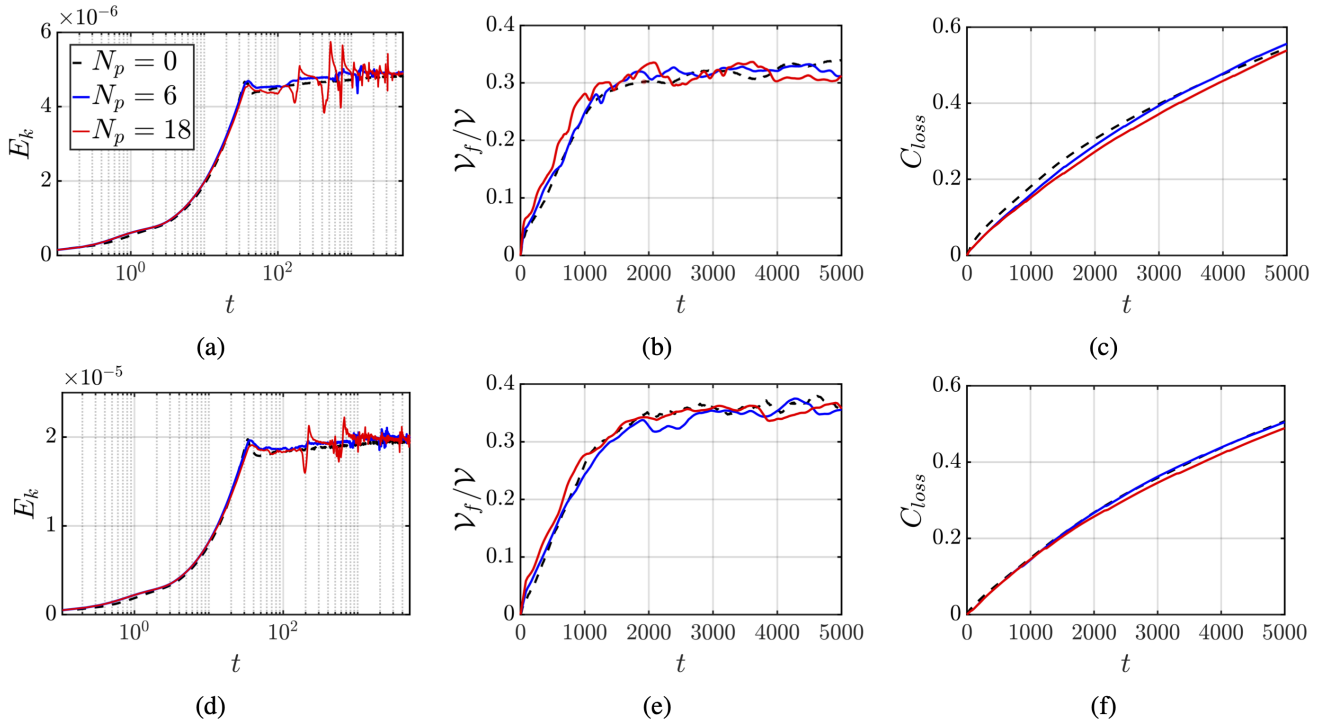 ×10⁻⁶
6
4
2
0
E_k
N_p = 0
N_p = 6
N_p = 18
10⁰
10²
t
(a)
0.4
0.3
0.2
0.1
0
𝒱_f/𝒱
0 1000 2000 3000 4000 5000
t
(b)
0.6
0.4
0.2
0
C_loss
0 1000 2000 3000 4000 5000
t
(c)
×10⁻⁵
2
1
0
E_k
10⁰
10²
t
(d)
0.4
0.3
0.2
0.1
0
𝒱_f/𝒱
0 1000 2000 3000 4000 5000
t
(e)
0.6
0.4
0.2
0
C_loss
0 1000 2000 3000 4000 5000
t
(f)